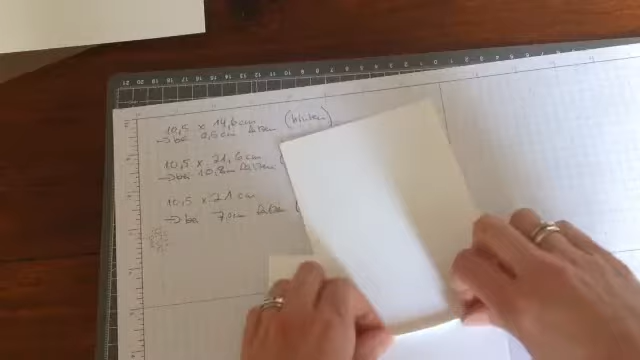 10,5 x 14,6 cm (hinten)
→ bei 0,5 cm falzen
10,5 x 21,6 cm
→ bei 10,8 cm falzen
10,5 x 21 cm
→ bei 7 cm falzen